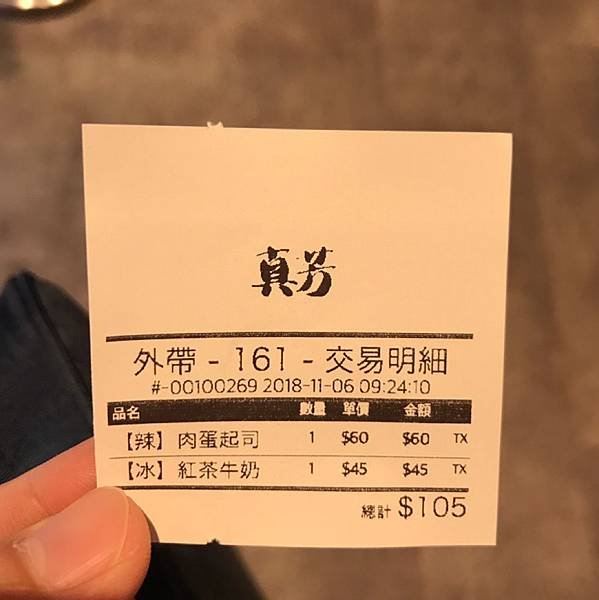 真芳
外帶 - 161 - 交易明細
#-00100269 2018-11-06 09:24:10
品名 數量 單價 金額
【辣】肉蛋起司 1 $60 $60 TX
【冰】紅茶牛奶 1 $45 $45 TX
總計 $105